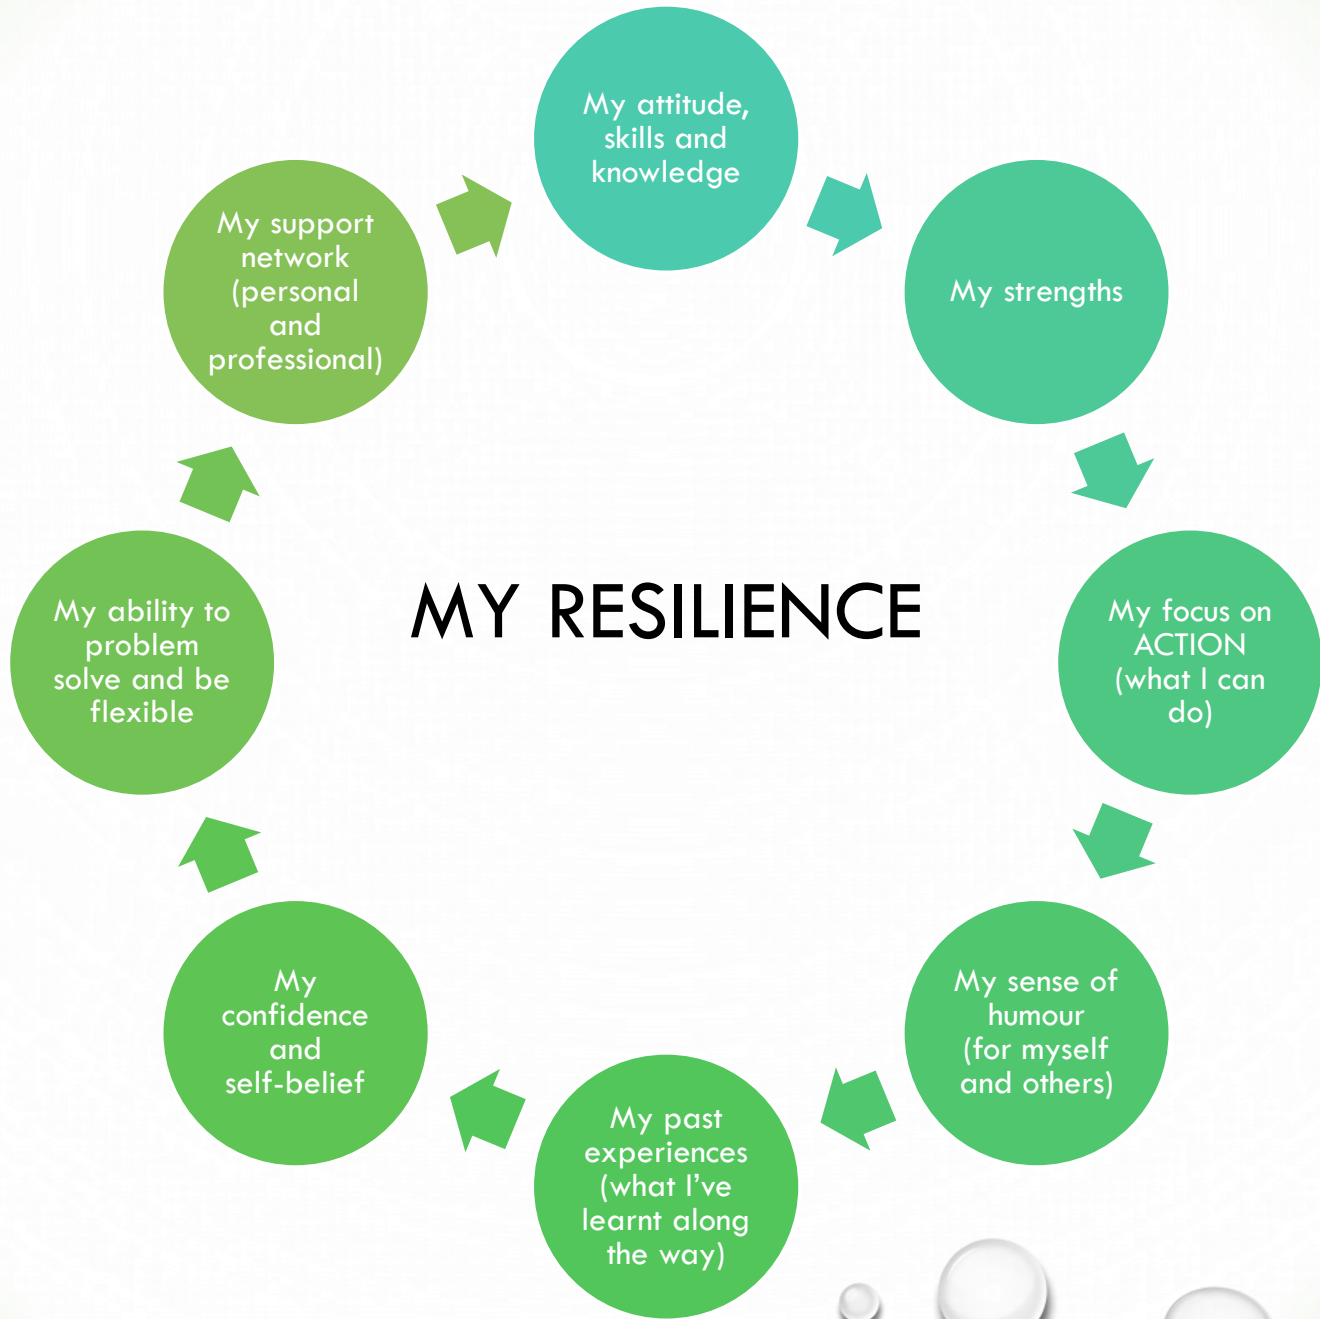 My attitude,
skills and
knowledge
My strengths
My focus on
ACTION
(what I can
do)
My sense of
humour
(for myself
and others)
My past
experiences
(what I've
learnt along
the way)
My
confidence
and
self-belief
My ability to
problem
solve and be
flexible
My support
network
(personal
and
professional)
MY RESILIENCE